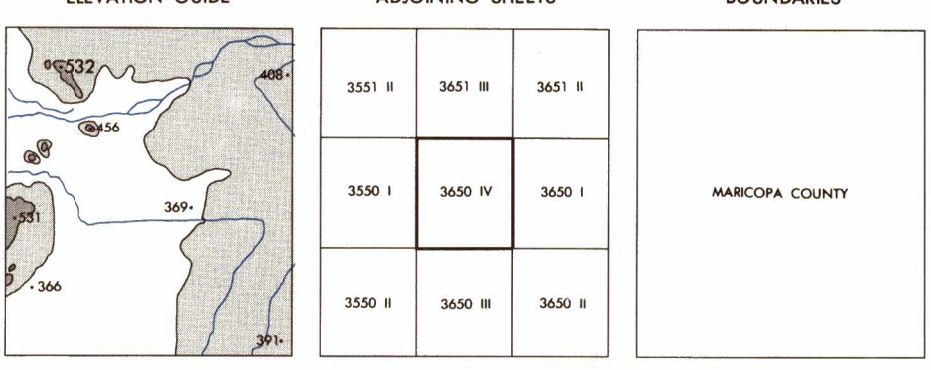 ELEVATION GUIDE
ADJOINING SHEETS
BOUNDARIES
532
408
456
369
531
366
391
3551 II 3651 III 3651 II
3550 I 3650 IV 3650 I
3550 II 3650 III 3650 II
MARICOPA COUNTY